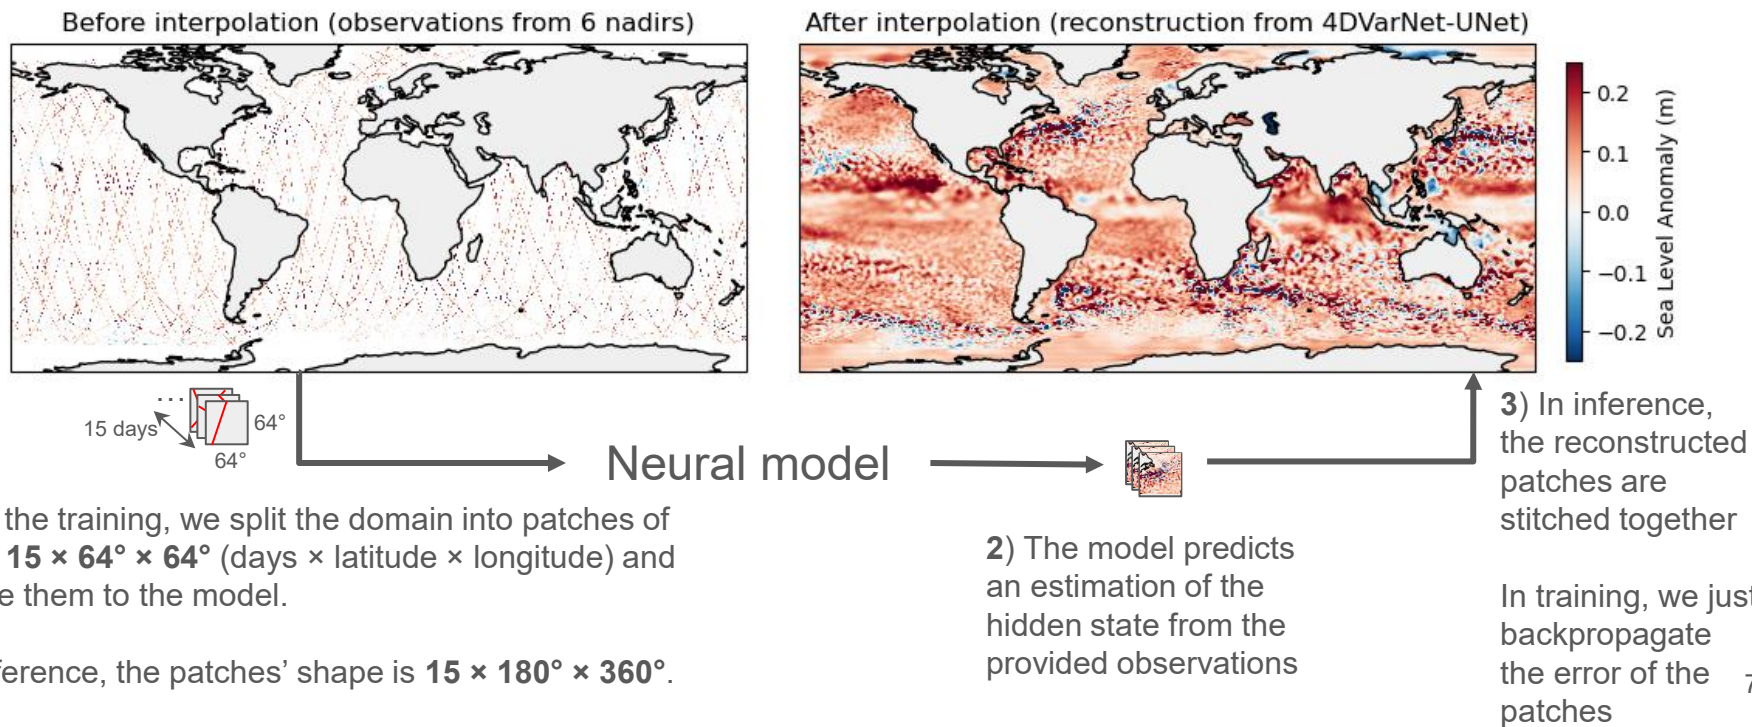 Before interpolation (observations from 6 nadirs)
After interpolation (reconstruction from 4DVarNet-UNet)
0.2
0.1
0.0
−0.1
−0.2
Sea Level Anomaly (m)
...
15 days
64°
64°
Neural model
the training, we split the domain into patches of
15 × 64° × 64° (days × latitude × longitude) and
e them to the model.
ference, the patches’ shape is 15 × 180° × 360°.
2) The model predicts
an estimation of the
hidden state from the
provided observations
3) In inference,
the reconstructed
patches are
stitched together
In training, we just
backpropagate
the error of the
patches
7